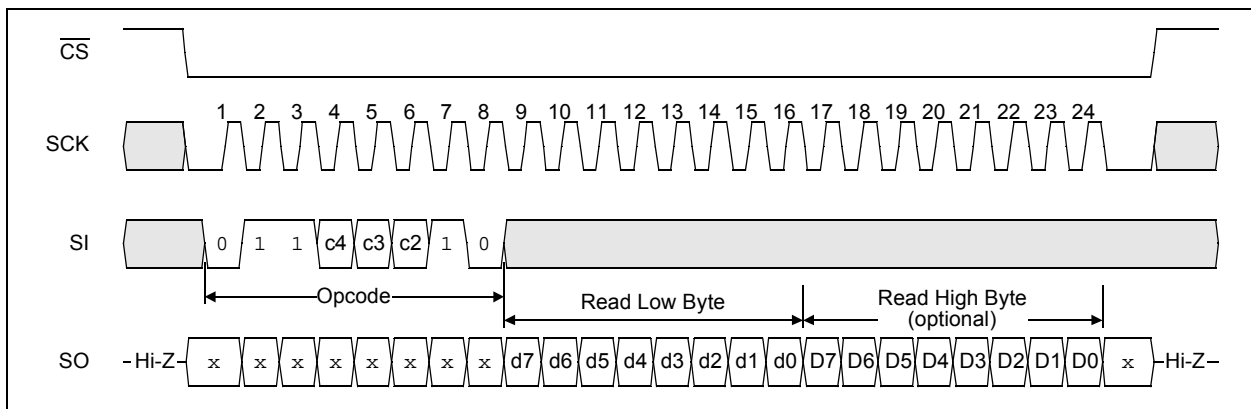 CS
1 2 3 4 5 6 7 8 9 10 11 12 13 14 15 16 17 18 19 20 21 22 23 24
SCK
SI 0 1 1 c4 c3 c2 1 0
Opcode Read Low Byte Read High Byte
(optional)
SO Hi-Z x x x x x x x x d7 d6 d5 d4 d3 d2 d1 d0 D7 D6 D5 D4 D3 D2 D1 D0 x Hi-Z